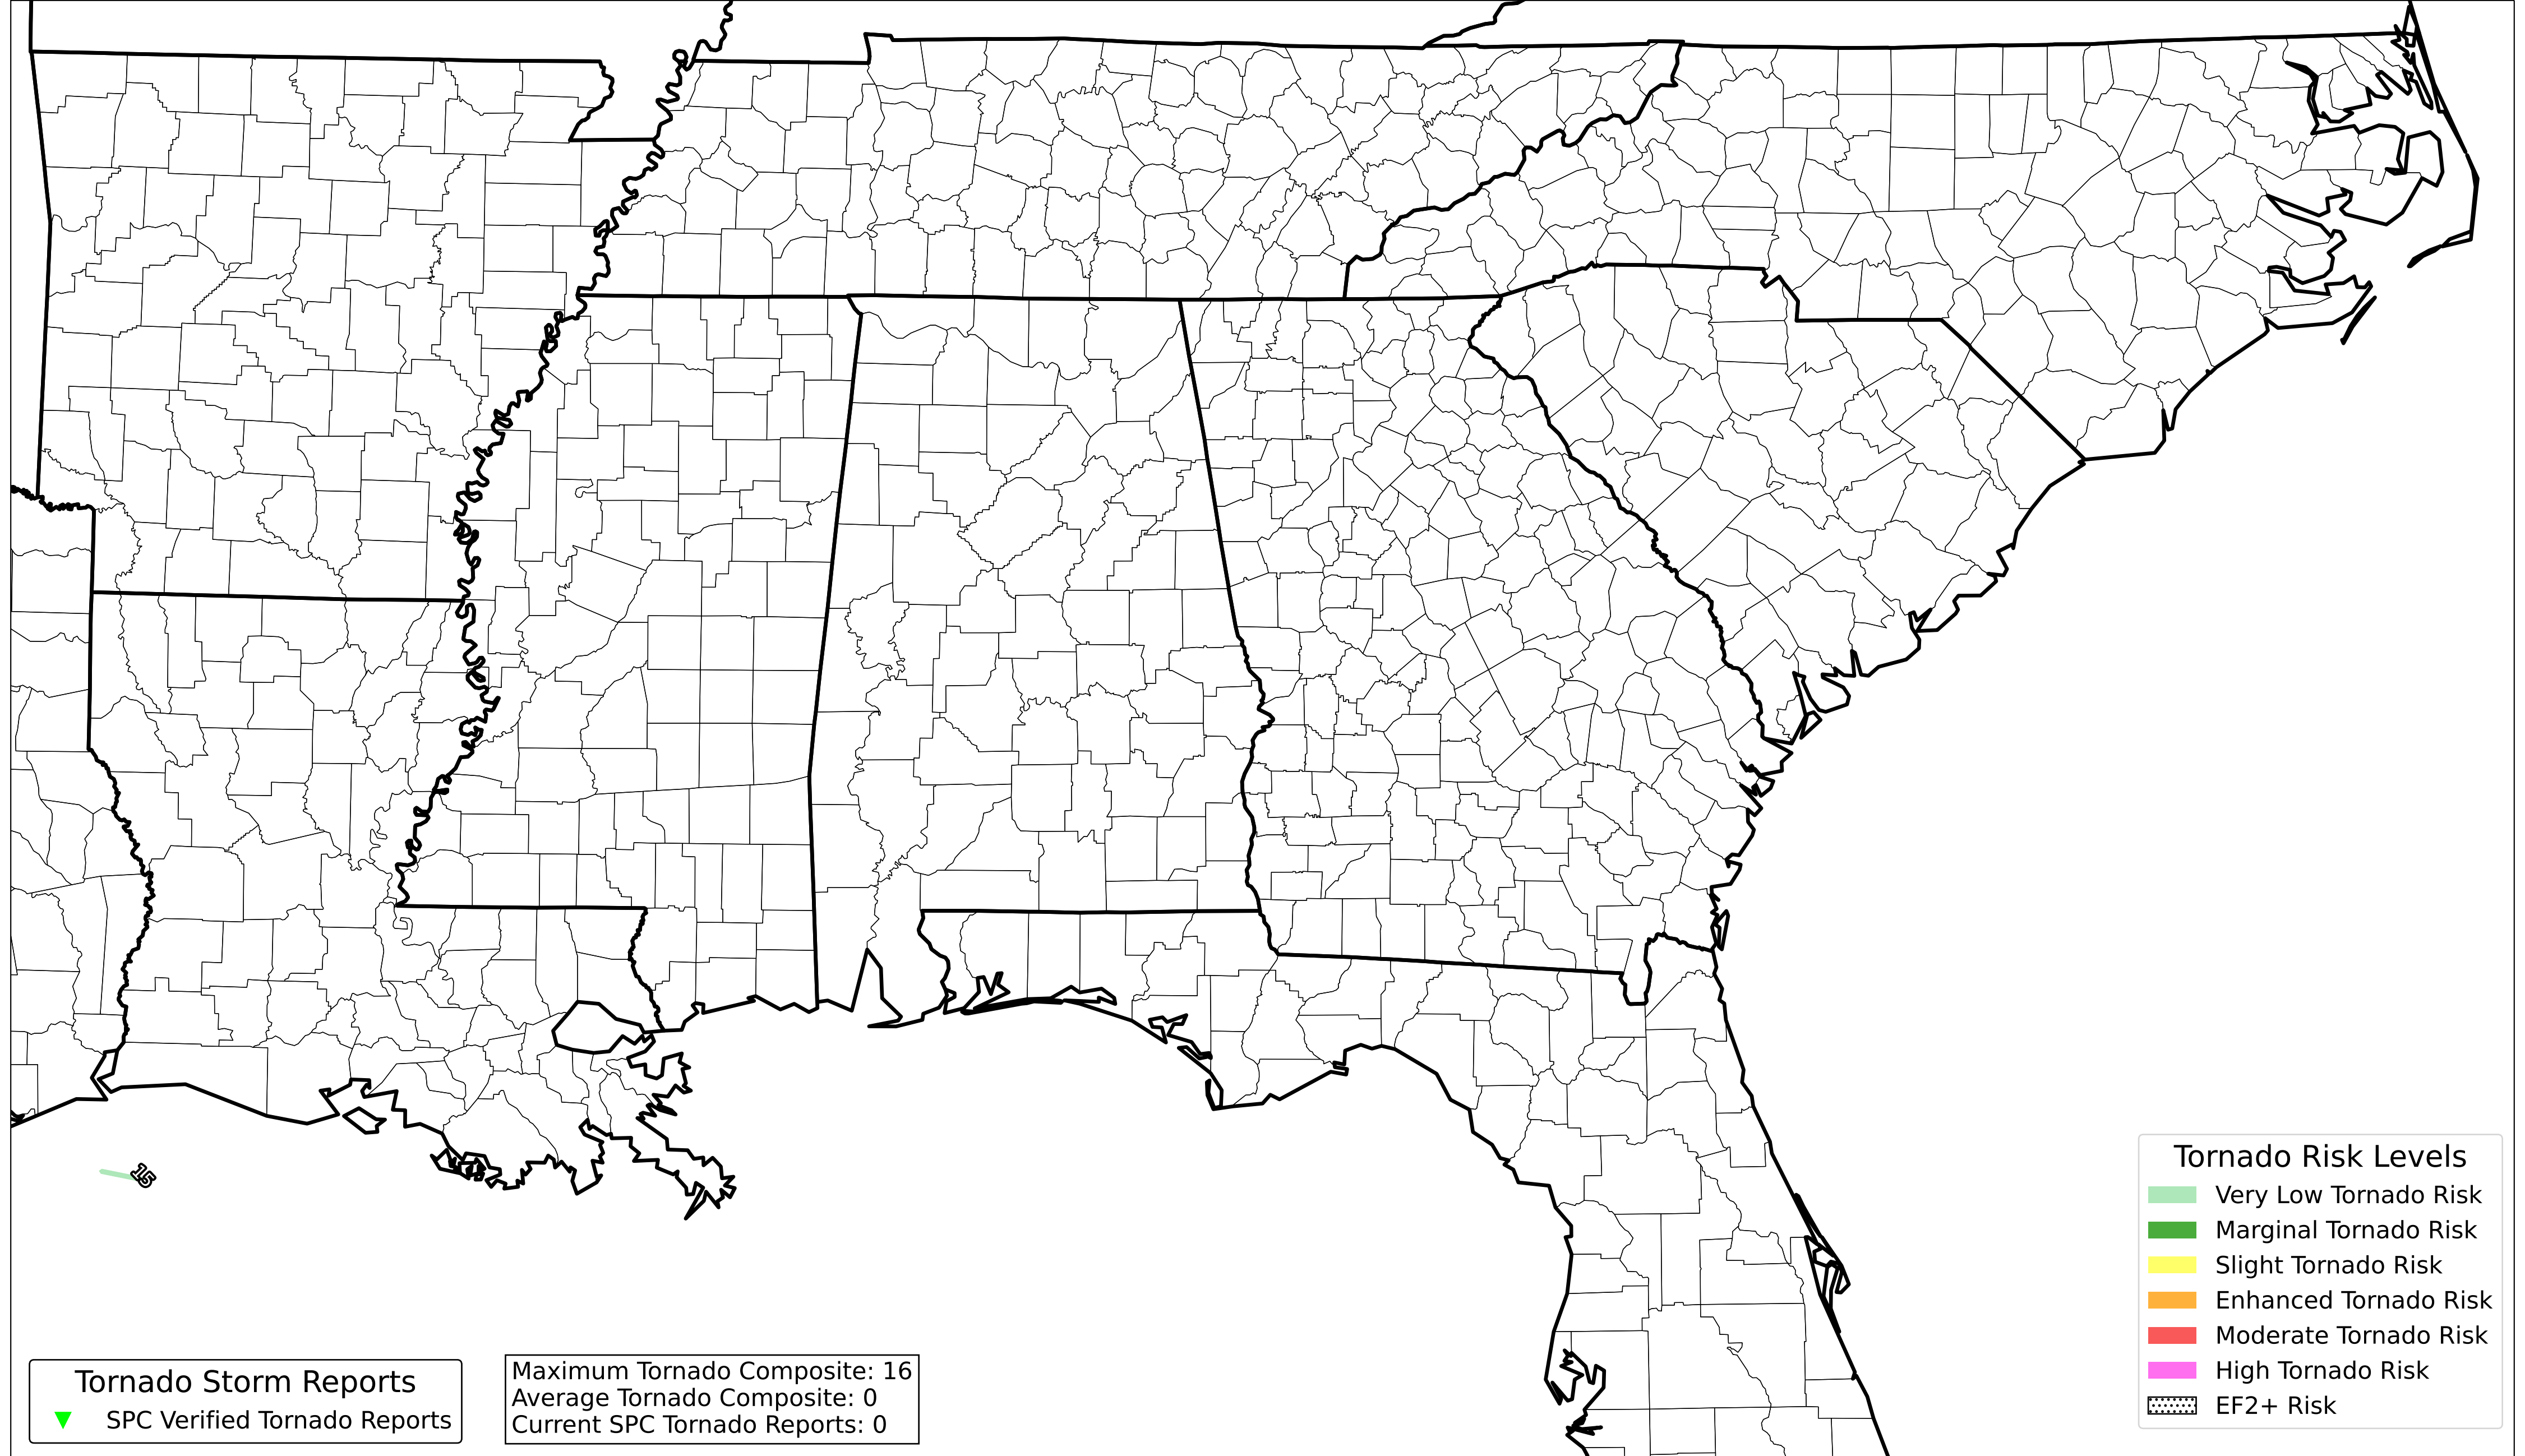 15
Tornado Risk Levels
Very Low Tornado Risk
Marginal Tornado Risk
Slight Tornado Risk
Enhanced Tornado Risk
Moderate Tornado Risk
High Tornado Risk
EF2+ Risk
Tornado Storm Reports
SPC Verified Tornado Reports
Maximum Tornado Composite: 16
Average Tornado Composite: 0
Current SPC Tornado Reports: 0